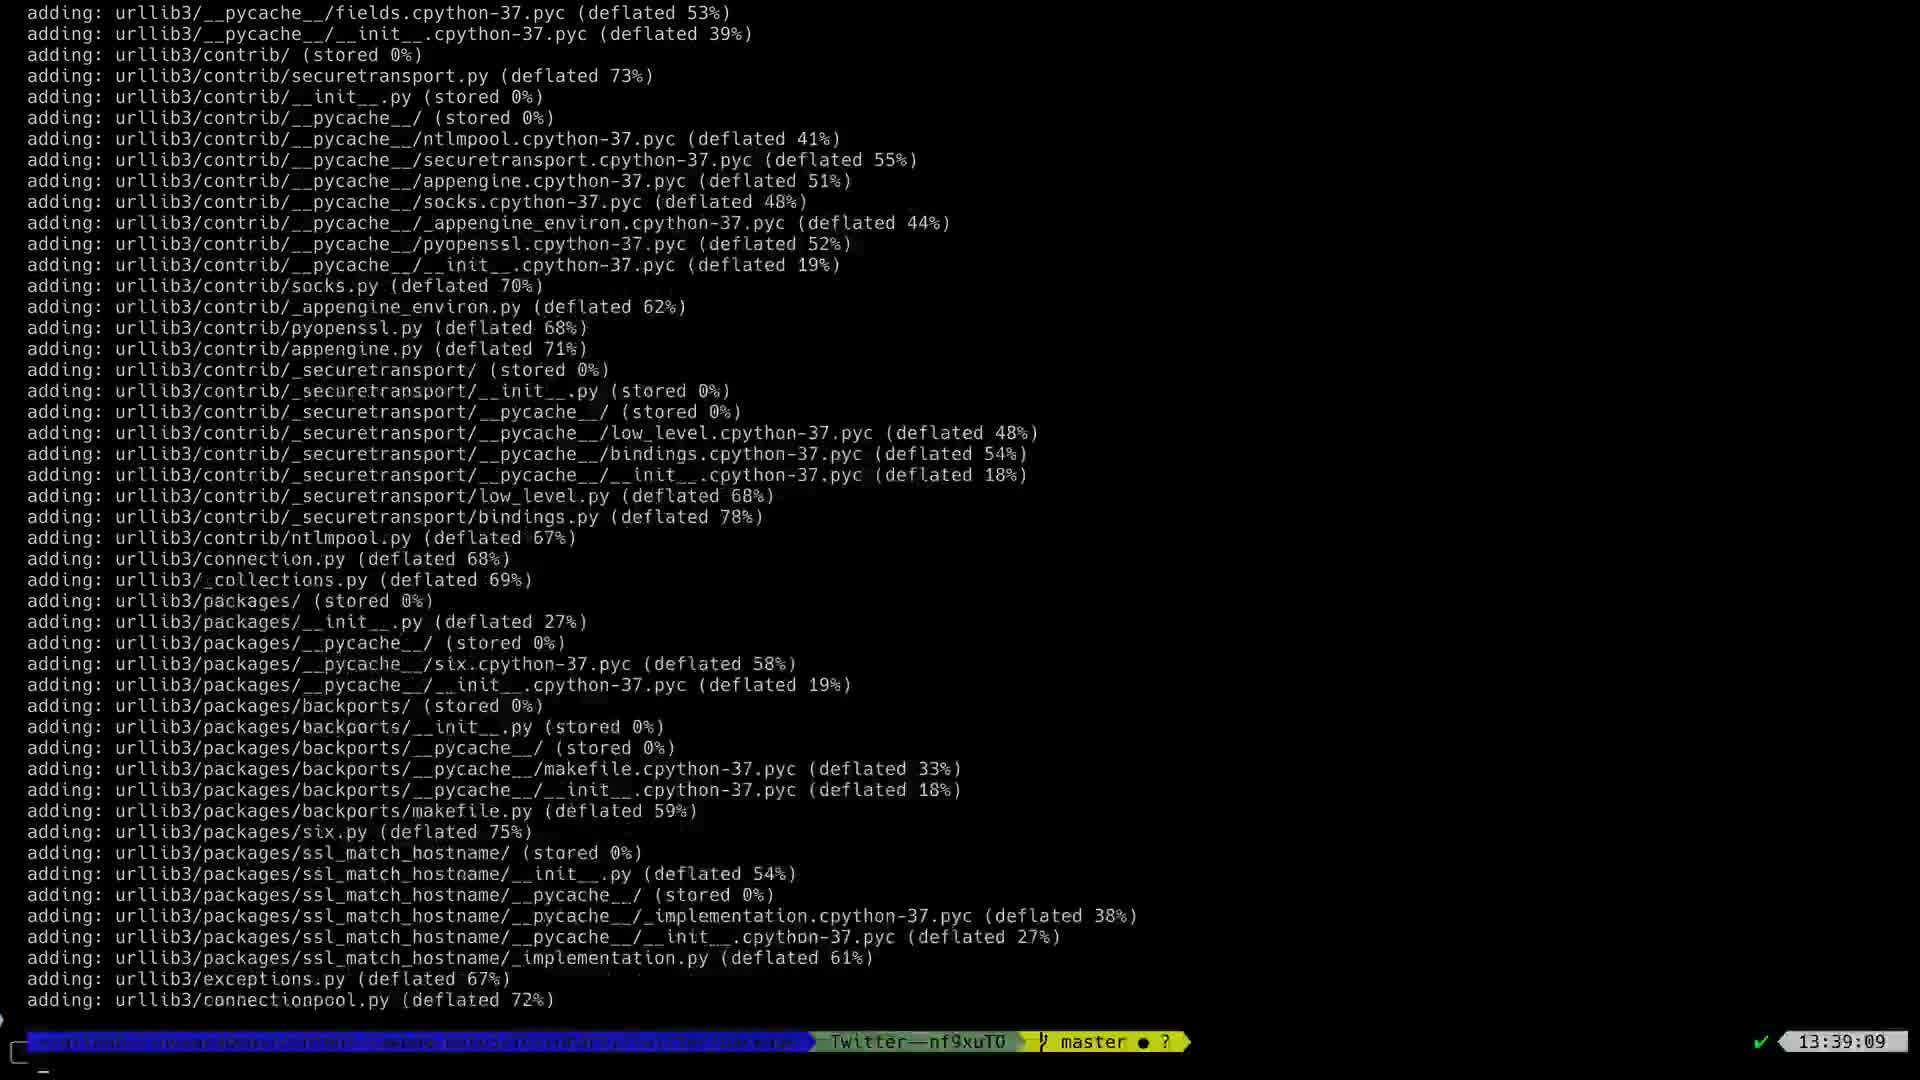 adding: urllib3/__pycache__/fields.cpython-37.pyc (deflated 53%)
adding: urllib3/__pycache__/__init__.cpython-37.pyc (deflated 39%)
adding: urllib3/contrib/ (stored 0%)
adding: urllib3/contrib/securetransport.py (deflated 73%)
adding: urllib3/contrib/__init__.py (stored 0%)
adding: urllib3/contrib/__pycache__/ (stored 0%)
adding: urllib3/contrib/__pycache__/ntlmpool.cpython-37.pyc (deflated 41%)
adding: urllib3/contrib/__pycache__/securetransport.cpython-37.pyc (deflated 55%)
adding: urllib3/contrib/__pycache__/appengine.cpython-37.pyc (deflated 51%)
adding: urllib3/contrib/__pycache__/socks.cpython-37.pyc (deflated 48%)
adding: urllib3/contrib/__pycache__/_appengine_environ.cpython-37.pyc (deflated 44%)
adding: urllib3/contrib/__pycache__/pyopenssl.cpython-37.pyc (deflated 52%)
adding: urllib3/contrib/__pycache__/__init__.cpython-37.pyc (deflated 19%)
adding: urllib3/contrib/socks.py (deflated 70%)
adding: urllib3/contrib/_appengine_environ.py (deflated 62%)
adding: urllib3/contrib/pyopenssl.py (deflated 68%)
adding: urllib3/contrib/appengine.py (deflated 71%)
adding: urllib3/contrib/_securetransport/ (stored 0%)
adding: urllib3/contrib/_securetransport/__init__.py (stored 0%)
adding: urllib3/contrib/_securetransport/__pycache__/ (stored 0%)
adding: urllib3/contrib/_securetransport/__pycache__/low_level.cpython-37.pyc (deflated 48%)
adding: urllib3/contrib/_securetransport/__pycache__/bindings.cpython-37.pyc (deflated 54%)
adding: urllib3/contrib/_securetransport/__pycache__/__init__.cpython-37.pyc (deflated 18%)
adding: urllib3/contrib/_securetransport/low_level.py (deflated 68%)
adding: urllib3/contrib/_securetransport/bindings.py (deflated 78%)
adding: urllib3/contrib/ntlmpool.py (deflated 67%)
adding: urllib3/connection.py (deflated 68%)
adding: urllib3/_collections.py (deflated 69%)
adding: urllib3/packages/ (stored 0%)
adding: urllib3/packages/__init__.py (deflated 27%)
adding: urllib3/packages/__pycache__/ (stored 0%)
adding: urllib3/packages/__pycache__/six.cpython-37.pyc (deflated 58%)
adding: urllib3/packages/__pycache__/__init__.cpython-37.pyc (deflated 19%)
adding: urllib3/packages/backports/ (stored 0%)
adding: urllib3/packages/backports/__init__.py (stored 0%)
adding: urllib3/packages/backports/__pycache__/ (stored 0%)
adding: urllib3/packages/backports/__pycache__/makefile.cpython-37.pyc (deflated 33%)
adding: urllib3/packages/backports/__pycache__/__init__.cpython-37.pyc (deflated 18%)
adding: urllib3/packages/backports/makefile.py (deflated 59%)
adding: urllib3/packages/six.py (deflated 75%)
adding: urllib3/packages/ssl_match_hostname/ (stored 0%)
adding: urllib3/packages/ssl_match_hostname/__init__.py (deflated 54%)
adding: urllib3/packages/ssl_match_hostname/__pycache__/ (stored 0%)
adding: urllib3/packages/ssl_match_hostname/__pycache__/_implementation.cpython-37.pyc (deflated 38%)
adding: urllib3/packages/ssl_match_hostname/__pycache__/__init__.cpython-37.pyc (deflated 27%)
adding: urllib3/packages/ssl_match_hostname/_implementation.py (deflated 61%)
adding: urllib3/exceptions.py (deflated 67%)
adding: urllib3/connectionpool.py (deflated 72%)
Twitter--nf9xuT0 master ● ? ✔ 13:39:09